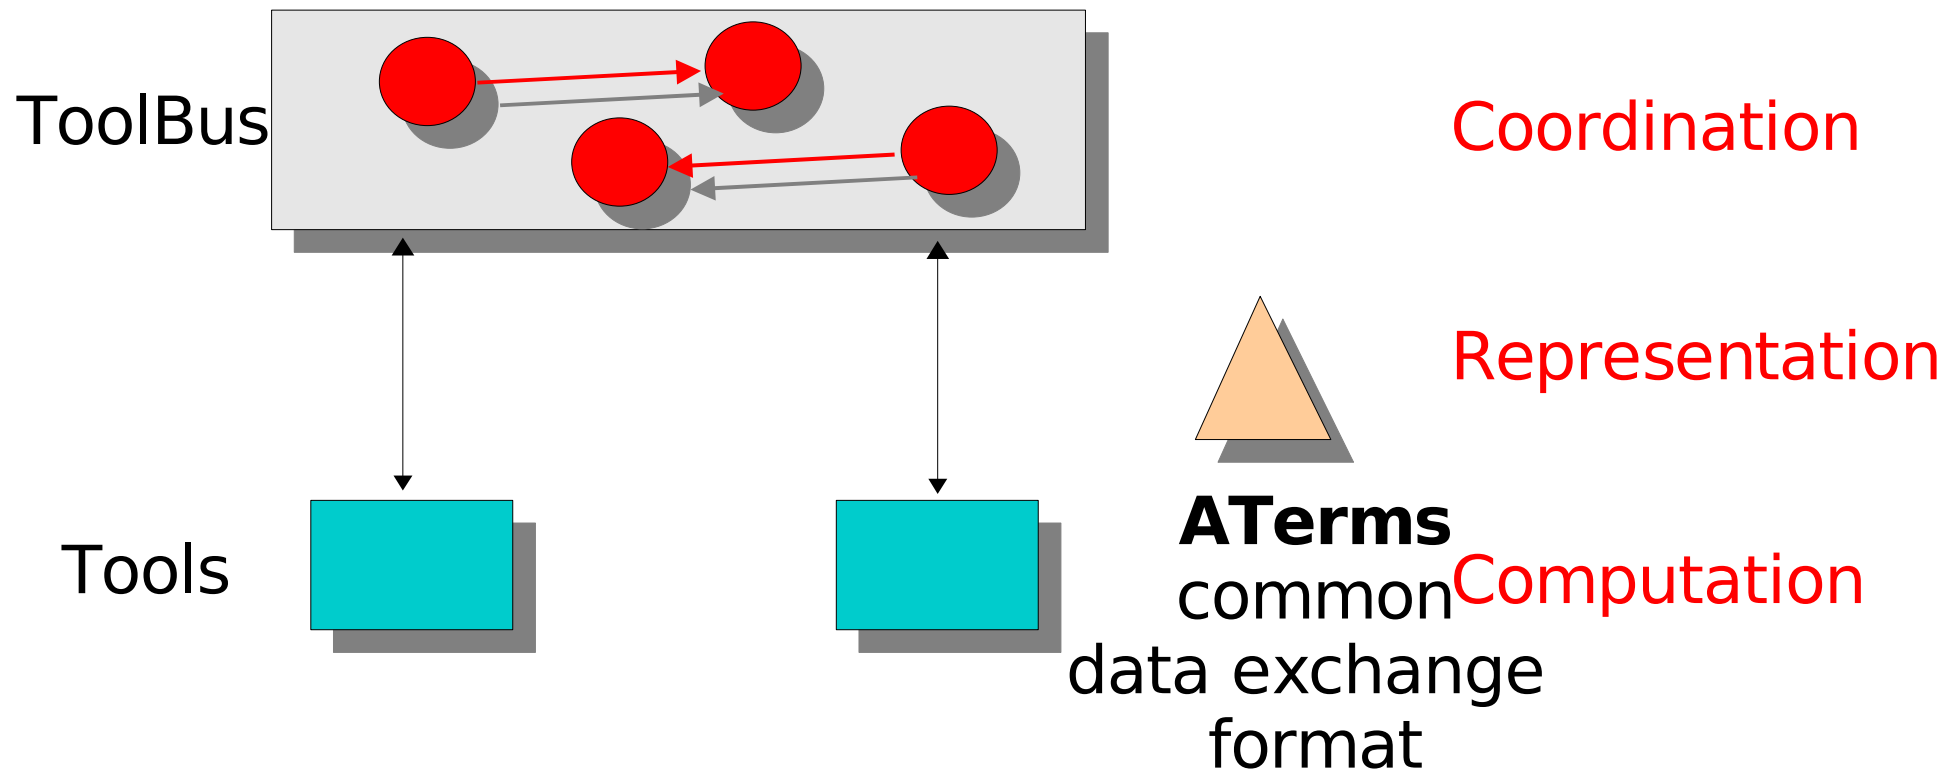 ToolBus
Coordination
Representation
Tools
ATerms
common
data exchange
format
Computation